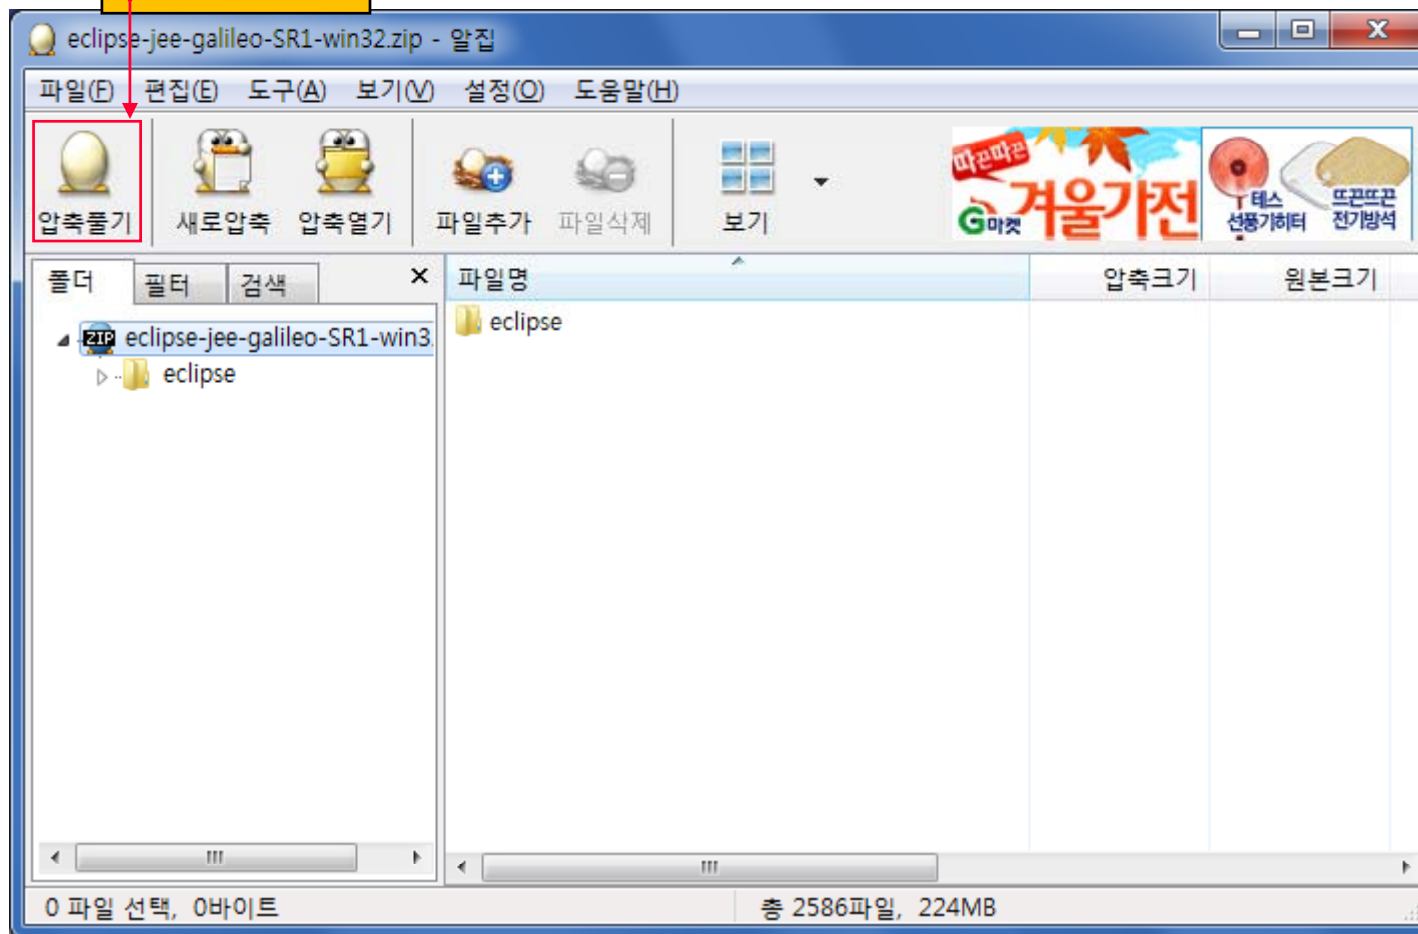 eclipse-jee-galileo-SR1-win32.zip - 알집
파일(F) 편집(E) 도구(A) 보기(V) 설정(O) 도움말(H)
압축풀기 새로압축 압축열기 파일추가 파일삭제 보기
따끈따끈
G마켓 겨울가전
테스 뜨끈뜨끈
선풍기히터 전기방석
폴더 필터 검색 파일명 압축크기 원본크기
ZIP eclipse-jee-galileo-SR1-win3 eclipse
eclipse
0 파일 선택, 0바이트 총 2586파일, 224MB